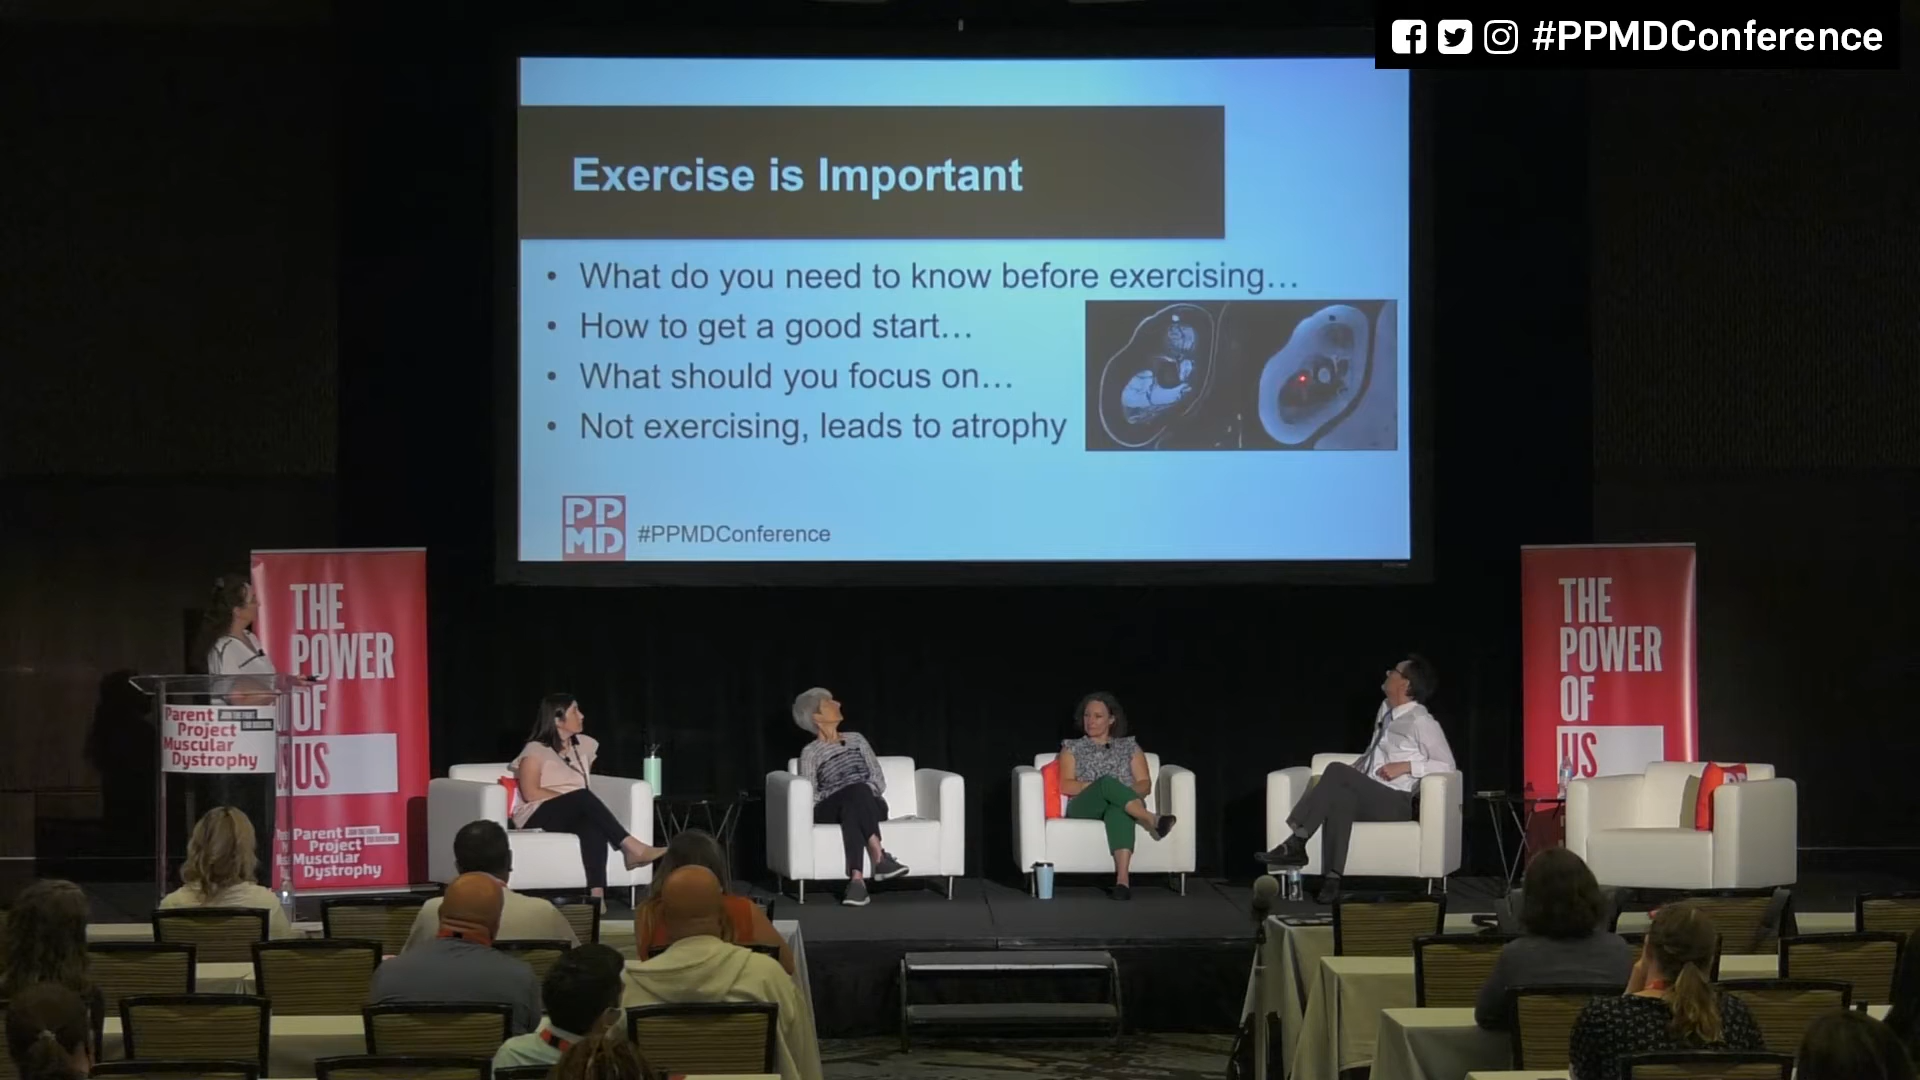 #PPMDConference
Exercise is Important
• What do you need to know before exercising...
• How to get a good start...
• What should you focus on...
• Not exercising, leads to atrophy
PP
MD
#PPMDConference
THE
POWER
OF
US
Parent
Project
Muscular
Dystrophy
Parent
Project
Muscular
Dystrophy
THE
POWER
OF
US